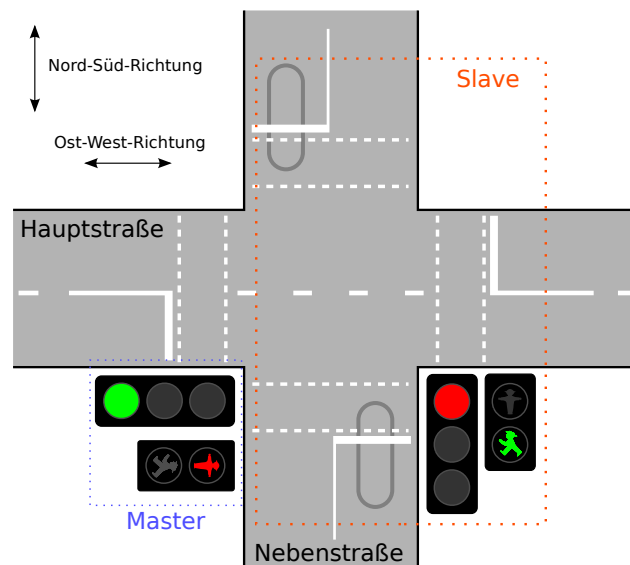 Nord-Süd-Richtung
Slave
Ost-West-Richtung
Hauptstraße
Master
Nebenstraße